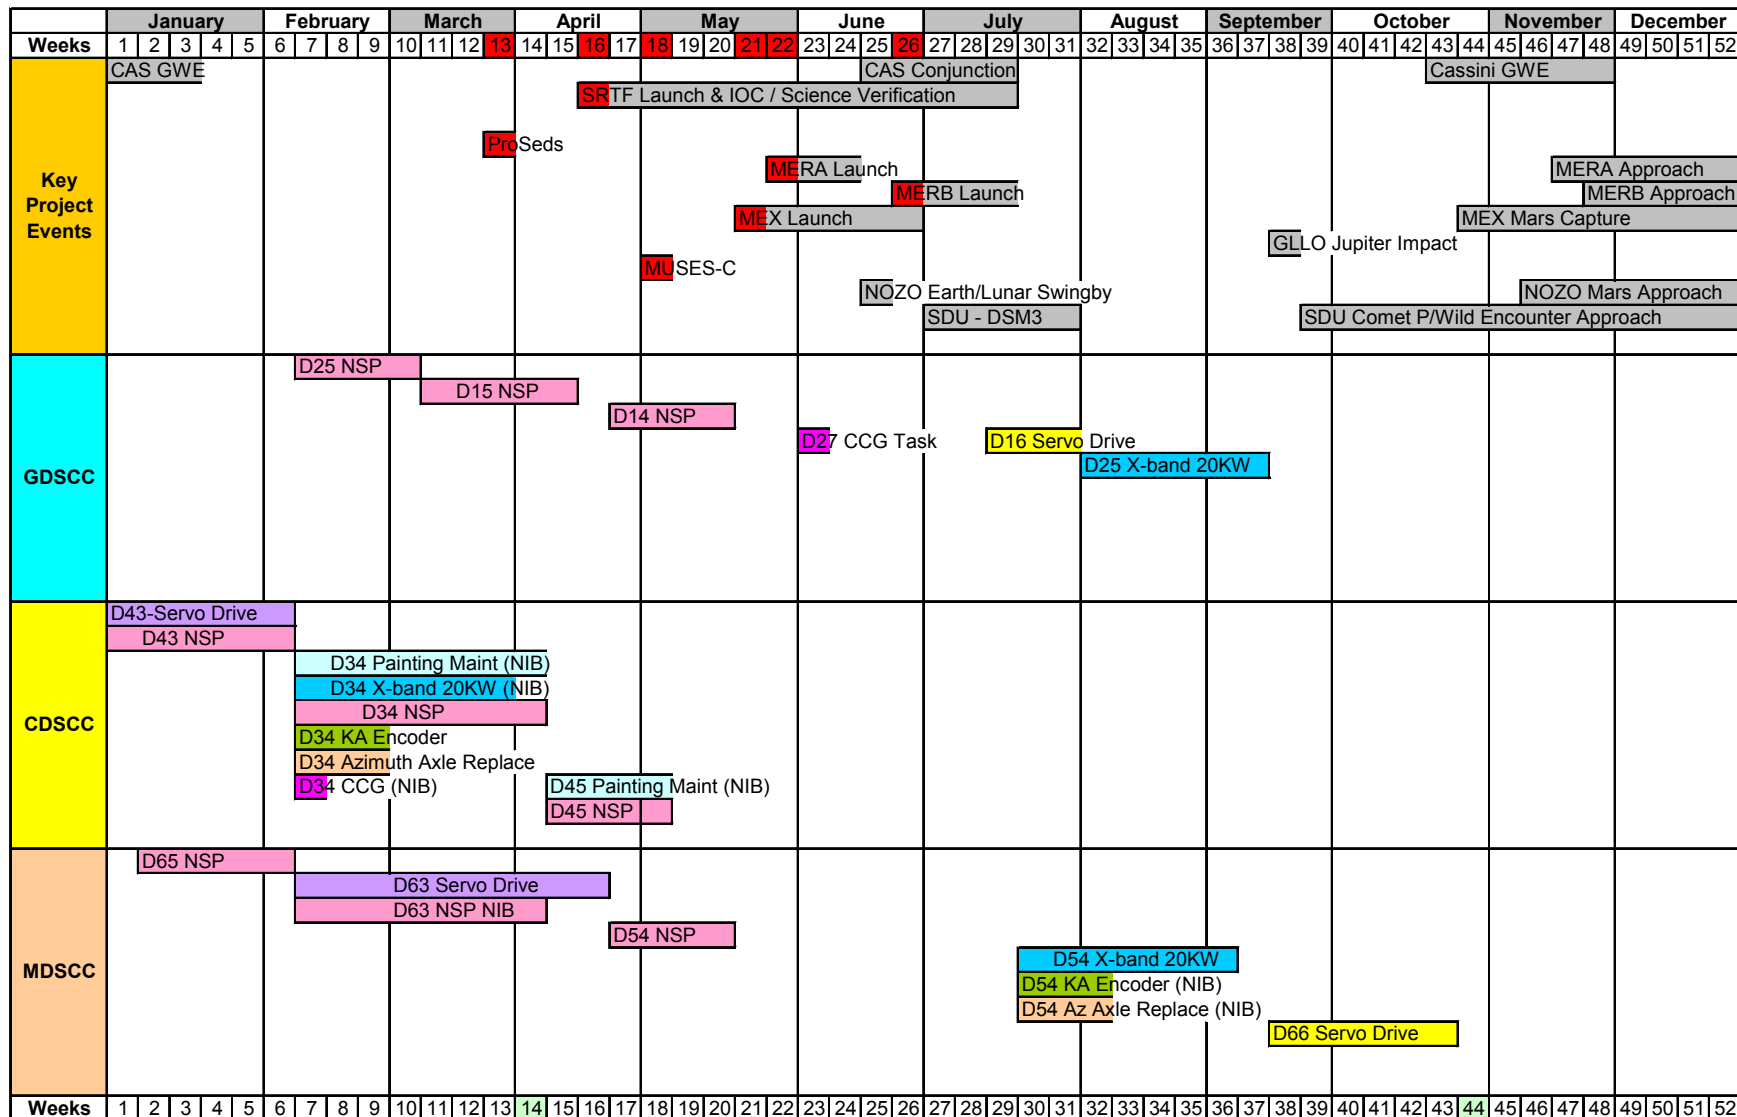 January February March April May June July August September October November December
Weeks 1 2 3 4 5 6 7 8 9 10 11 12 13 14 15 16 17 18 19 20 21 22 23 24 25 26 27 28 29 30 31 32 33 34 35 36 37 38 39 40 41 42 43 44 45 46 47 48 49 50 51 52
Key
Project
Events
CAS GWE CAS Conjunction Cassini GWE
SRTF Launch & IOC / Science Verification
ProSeds
MERA Launch MERA Approach
MERB Launch MERB Approach
MEX Launch MEX Mars Capture
GLLO Jupiter Impact
MUSES-C
NOZO Earth/Lunar Swingby NOZO Mars Approach
SDU - DSM3 SDU Comet P/Wild Encounter Approach
GDSCC
D25 NSP
D15 NSP
D14 NSP
D27 CCG Task D16 Servo Drive
D25 X-band 20KW
CDSCC
D43-Servo Drive
D43 NSP
D34 Painting Maint (NIB)
D34 X-band 20KW (NIB)
D34 NSP
D34 KA Encoder
D34 Azimuth Axle Replace
D34 CCG (NIB) D45 Painting Maint (NIB)
D45 NSP
MDSCC
D65 NSP
D63 Servo Drive
D63 NSP NIB
D54 NSP
D54 X-band 20KW
D54 KA Encoder (NIB)
D54 Az Axle Replace (NIB)
D66 Servo Drive
Weeks 1 2 3 4 5 6 7 8 9 10 11 12 13 14 15 16 17 18 19 20 21 22 23 24 25 26 27 28 29 30 31 32 33 34 35 36 37 38 39 40 41 42 43 44 45 46 47 48 49 50 51 52